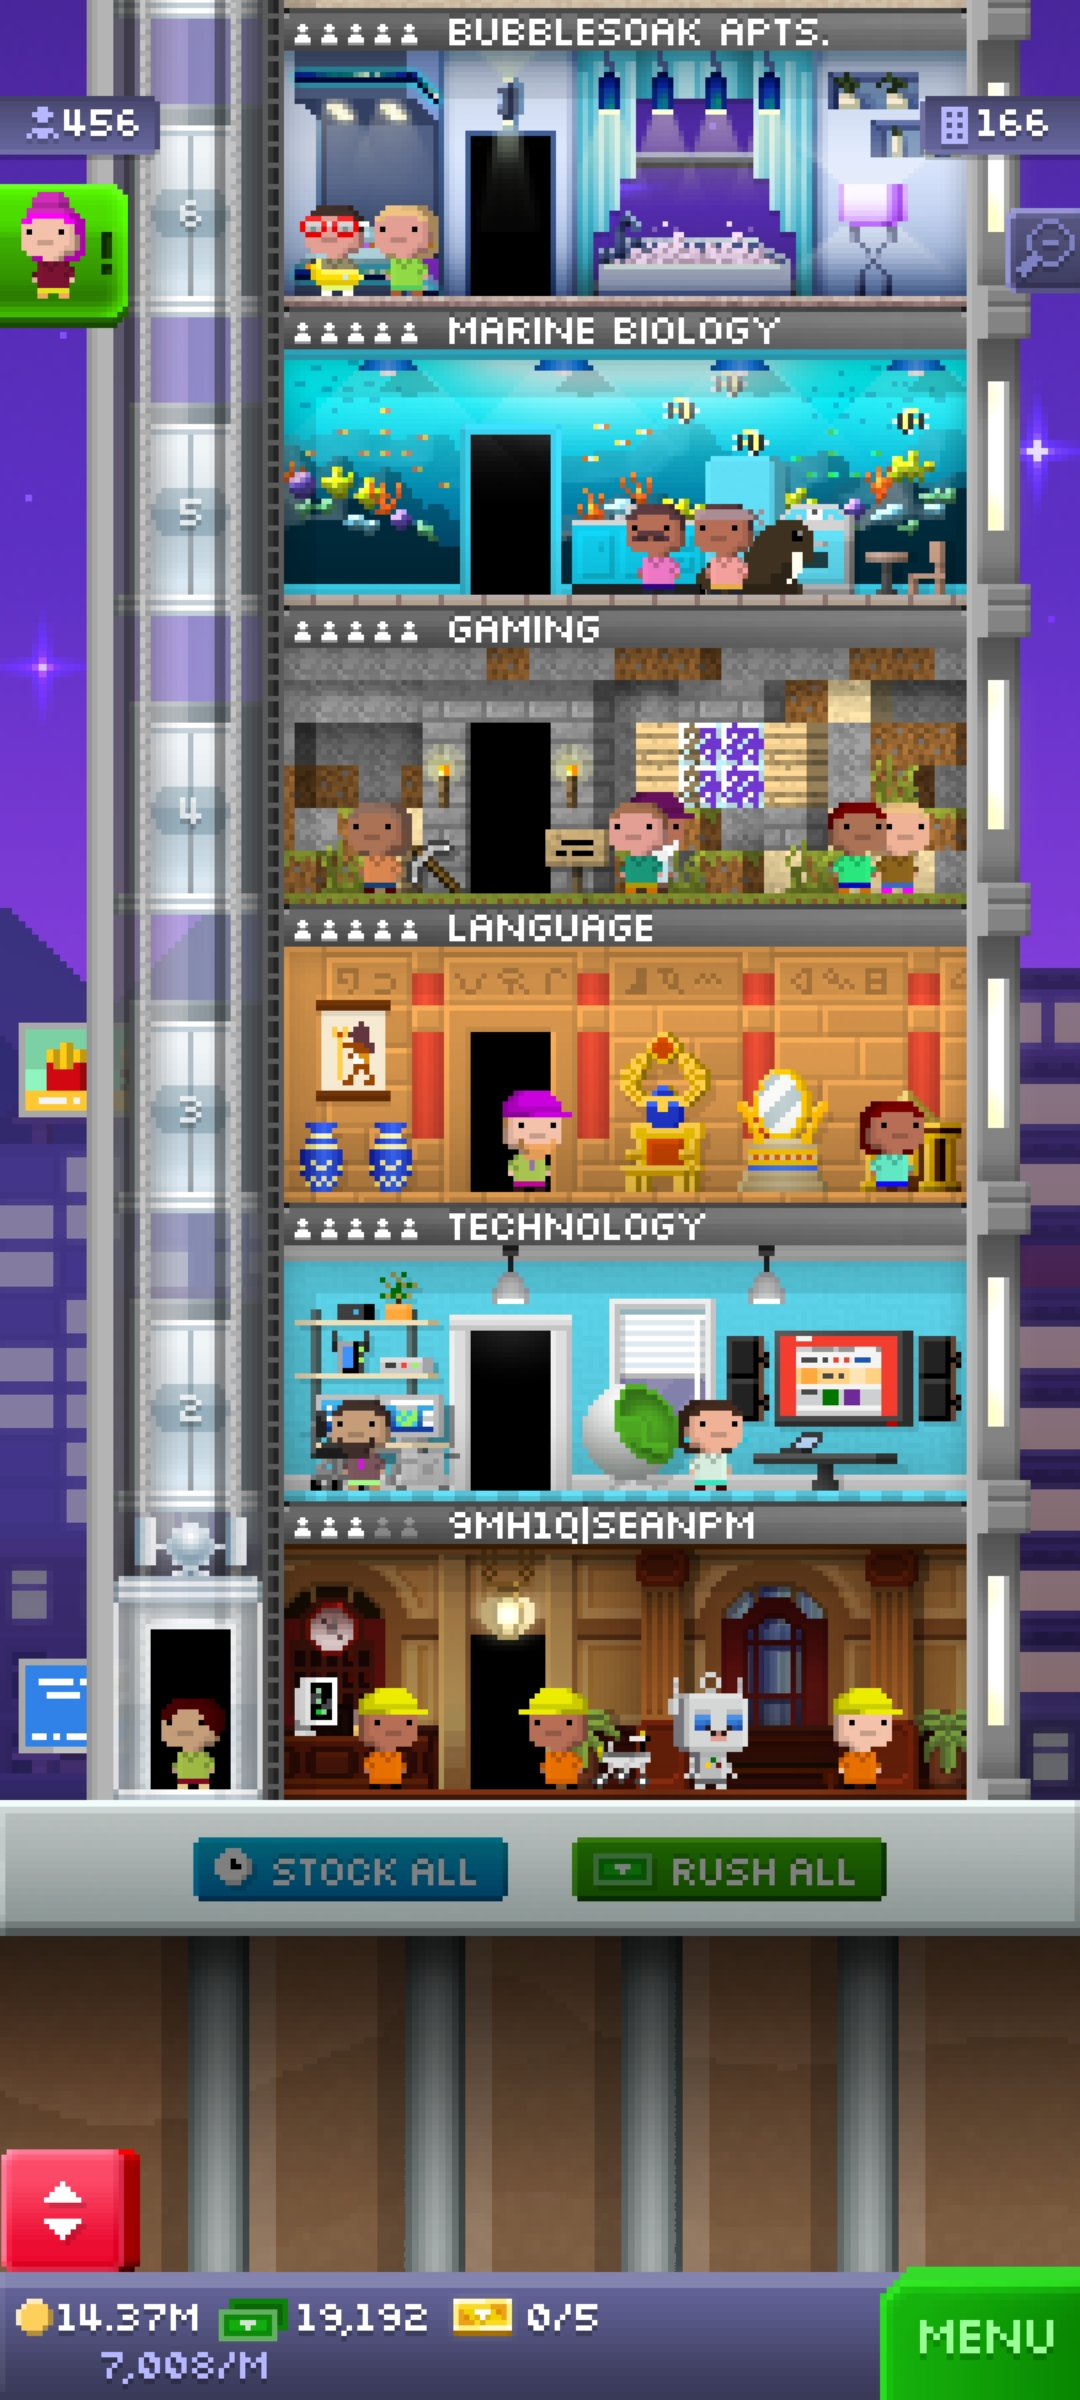 BUBBLESOAK APTS.
456
166
6
!
MARINE BIOLOGY
5
GAMING
4
LANGUAGE
3
TECHNOLOGY
2
9MH1Q|SEANPM
STOCK ALL
RUSH ALL
14.37M
19,192
0/5
7,008/M
MENU